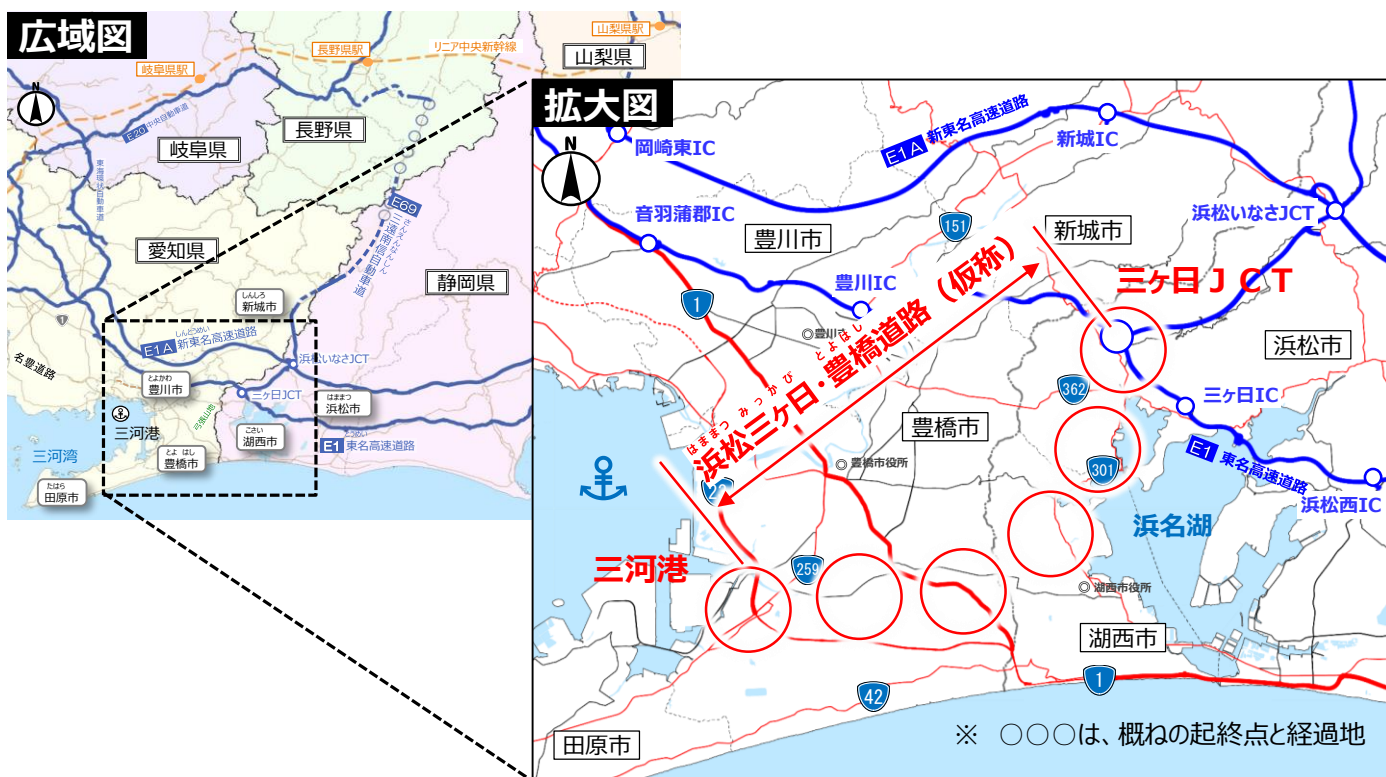 広域図
N
岐阜県駅
長野県駅
リニア中央新幹線
山梨県駅
山梨県
長野県
岐阜県
E20 中央自動車道
東海環状自動車道
E69
さんえんなんしん
三遠南信自動車道
愛知県
静岡県
しんしろ
新城市
1
しんとうめい
E1A 新東名高速道路
浜松いなさJCT
名豊道路
とよかわ
豊川市
三ヶ日JCT
はままつ
浜松市
三河港
こさい
湖西市
E1 東名高速道路
三河湾
とよ はし
豊橋市
たはら
田原市
拡大図
N
岡崎東IC
E1A 新東名高速道路
新城IC
浜松いなさJCT
音羽蒲郡IC
豊川市
151
新城市
豊川IC
三ヶ日JCT
1
はままつ みっかび とよはし
浜松三ヶ日・豊橋道路(仮称)
浜松市
362
三ヶ日IC
豊橋市
豊橋市役所
301
E1 東名高速道路
浜松西IC
23
浜名湖
三河港
259
湖西市役所
湖西市
1
42
田原市
※ ○○○は、概ねの起終点と経過地